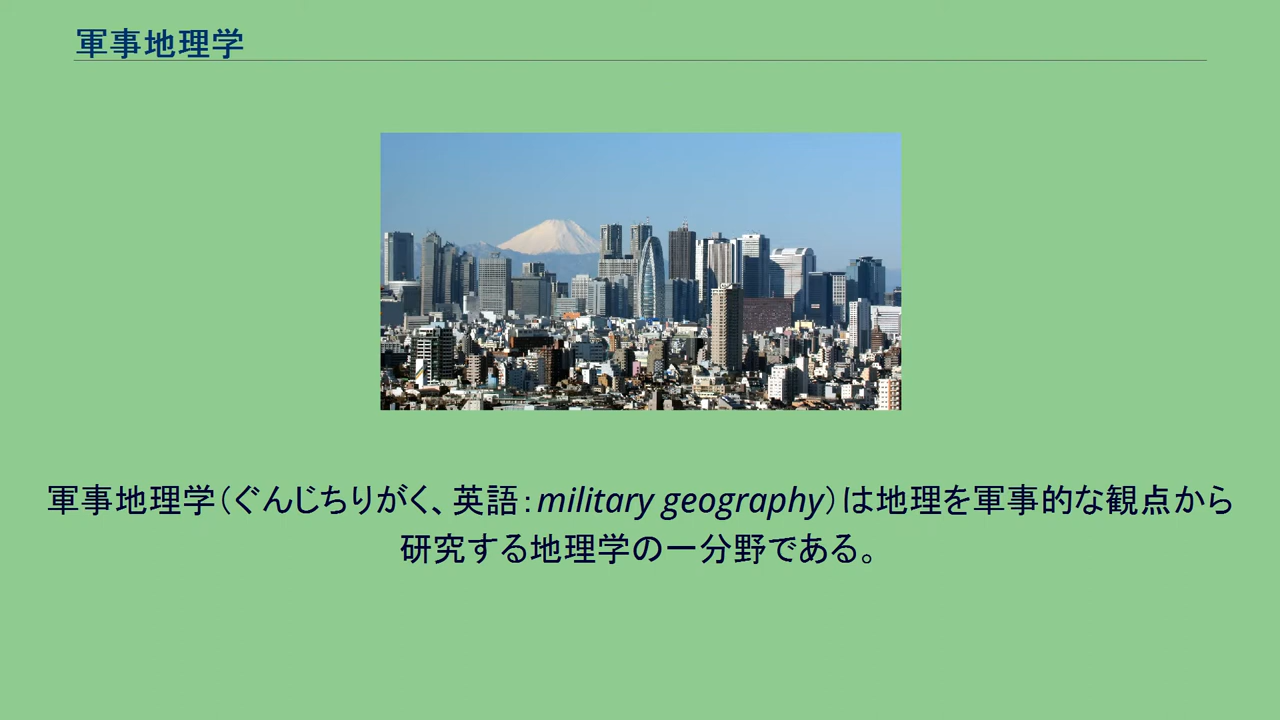 軍事地理学
軍事地理学（ぐんじちりがく、英語：military geography）は地理を軍事的な観点から
研究する地理学の一分野である。